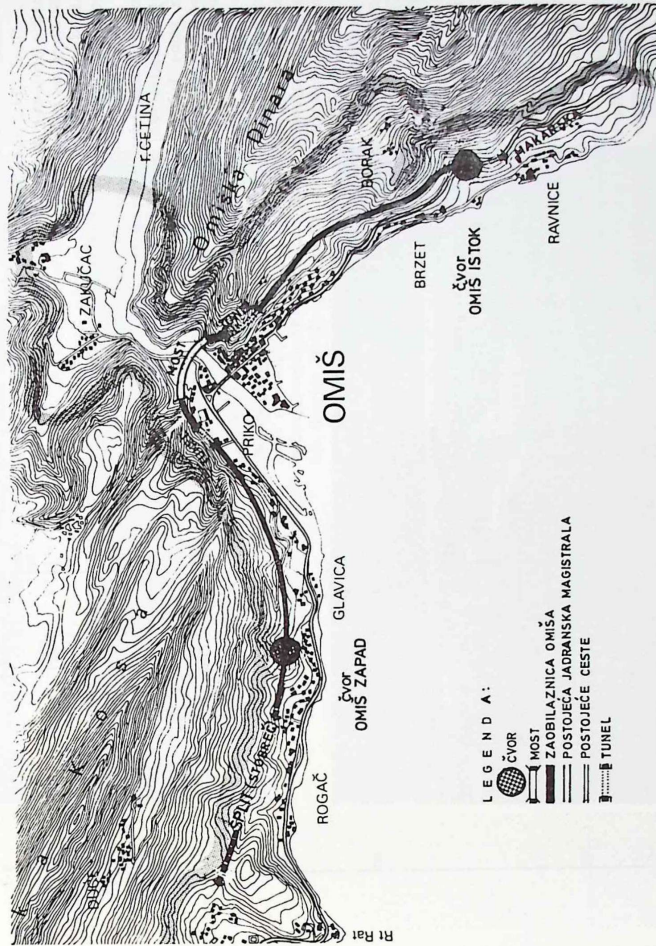 r.CETINA
Omiška Dinara
ZAKUČAC
BORAK
MAKARSKA
RAVNICE
BRZET
čvor
OMIŠ ISTOK
MOST
PRIKO
OMIŠ
GLAVICA
čvor
OMIŠ ZAPAD
SPLIT (STOBREČ)
ROGAČ
DUĆE
Rt Rat
LEGENDA:
ČVOR
MOST
ZAOBILAZNICA OMIŠA
POSTOJEĆA JADRANSKA MAGISTRALA
POSTOJEĆE CESTE
TUNEL